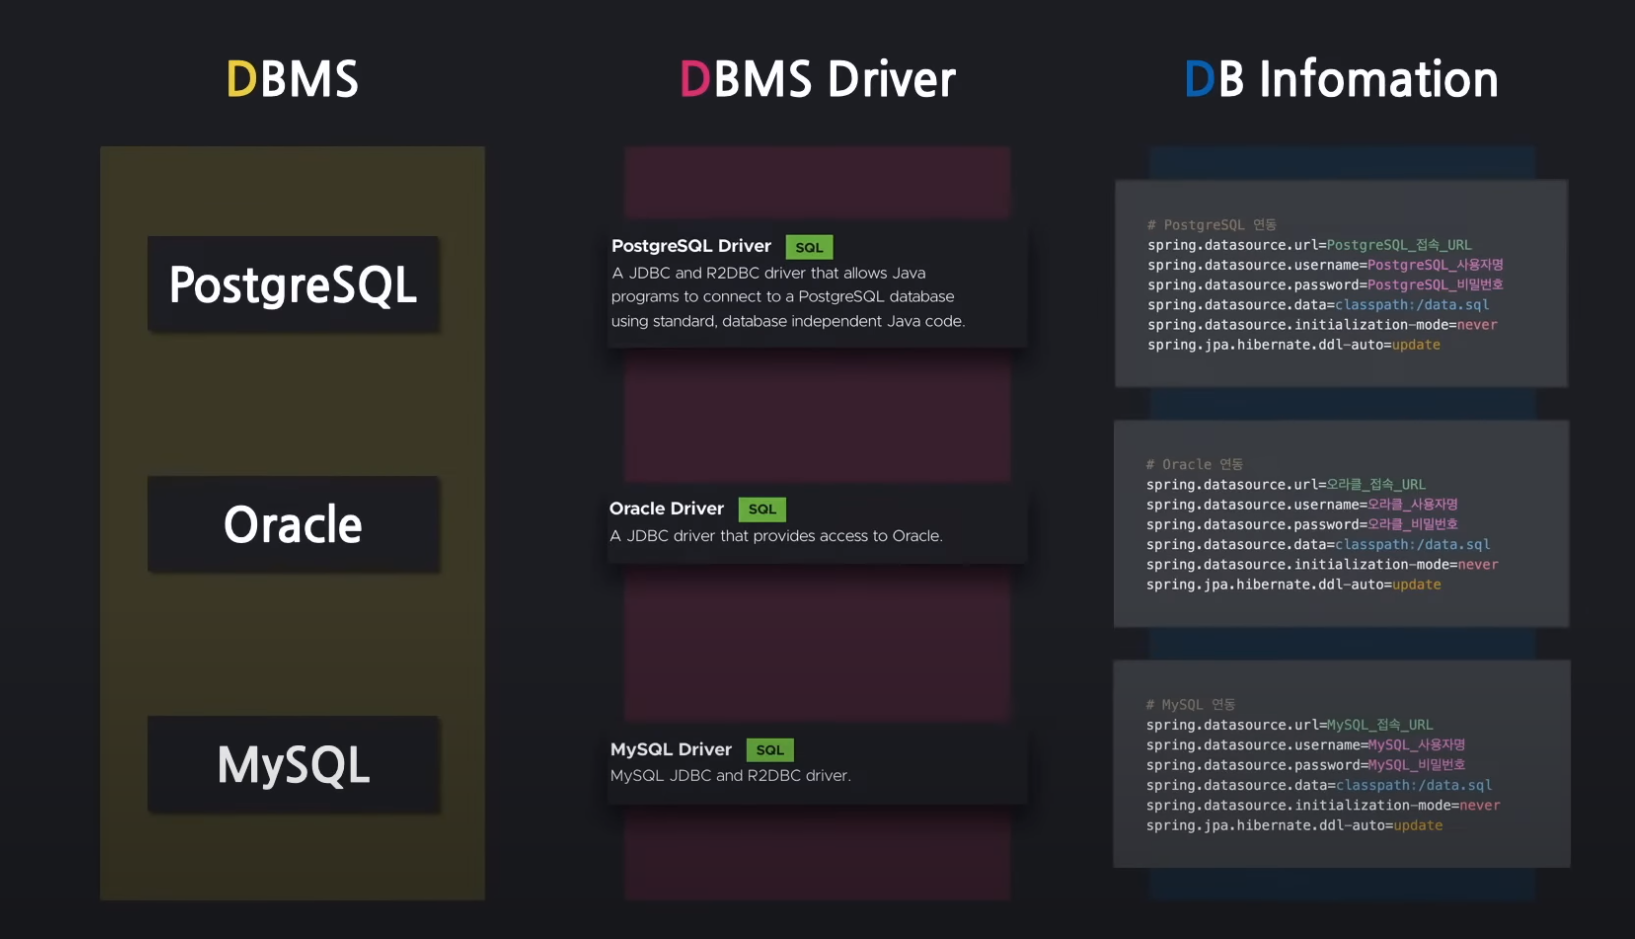 DBMS
PostgreSQL
Oracle
MySQL
DBMS Driver
PostgreSQL Driver SQL
A JDBC and R2DBC driver that allows Java
programs to connect to a PostgreSQL database
using standard, database independent Java code.
Oracle Driver SQL
A JDBC driver that provides access to Oracle.
MySQL Driver SQL
MySQL JDBC and R2DBC driver.
DB Infomation
# PostgreSQL 연동
spring.datasource.url=PostgreSQL_접속_URL
spring.datasource.username=PostgreSQL_사용자명
spring.datasource.password=PostgreSQL_비밀번호
spring.datasource.data=classpath:/data.sql
spring.datasource.initialization-mode=never
spring.jpa.hibernate.ddl-auto=update
# Oracle 연동
spring.datasource.url=오라클_접속_URL
spring.datasource.username=오라클_사용자명
spring.datasource.password=오라클_비밀번호
spring.datasource.data=classpath:/data.sql
spring.datasource.initialization-mode=never
spring.jpa.hibernate.ddl-auto=update
# MySQL 연동
spring.datasource.url=MySQL_접속_URL
spring.datasource.username=MySQL_사용자명
spring.datasource.password=MySQL_비밀번호
spring.datasource.data=classpath:/data.sql
spring.datasource.initialization-mode=never
spring.jpa.hibernate.ddl-auto=update